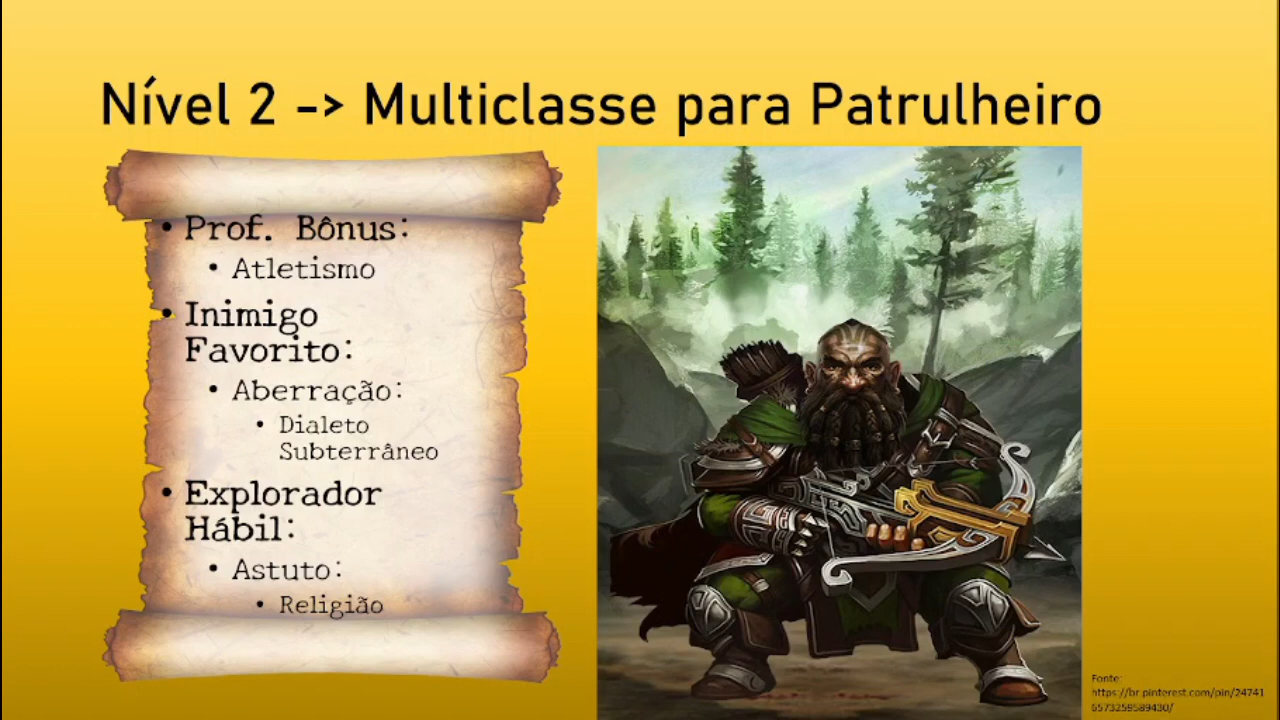 Nível 2 -> Multiclasse para Patrulheiro
• Prof. Bônus:
• Atletismo
• Inimigo
Favorito:
• Aberração:
• Dialeto
Subterrâneo
• Explorador
Hábil:
• Astuto:
• Religião
Fonte:
https://br.pinterest.com/pin/24741
6573259589430/